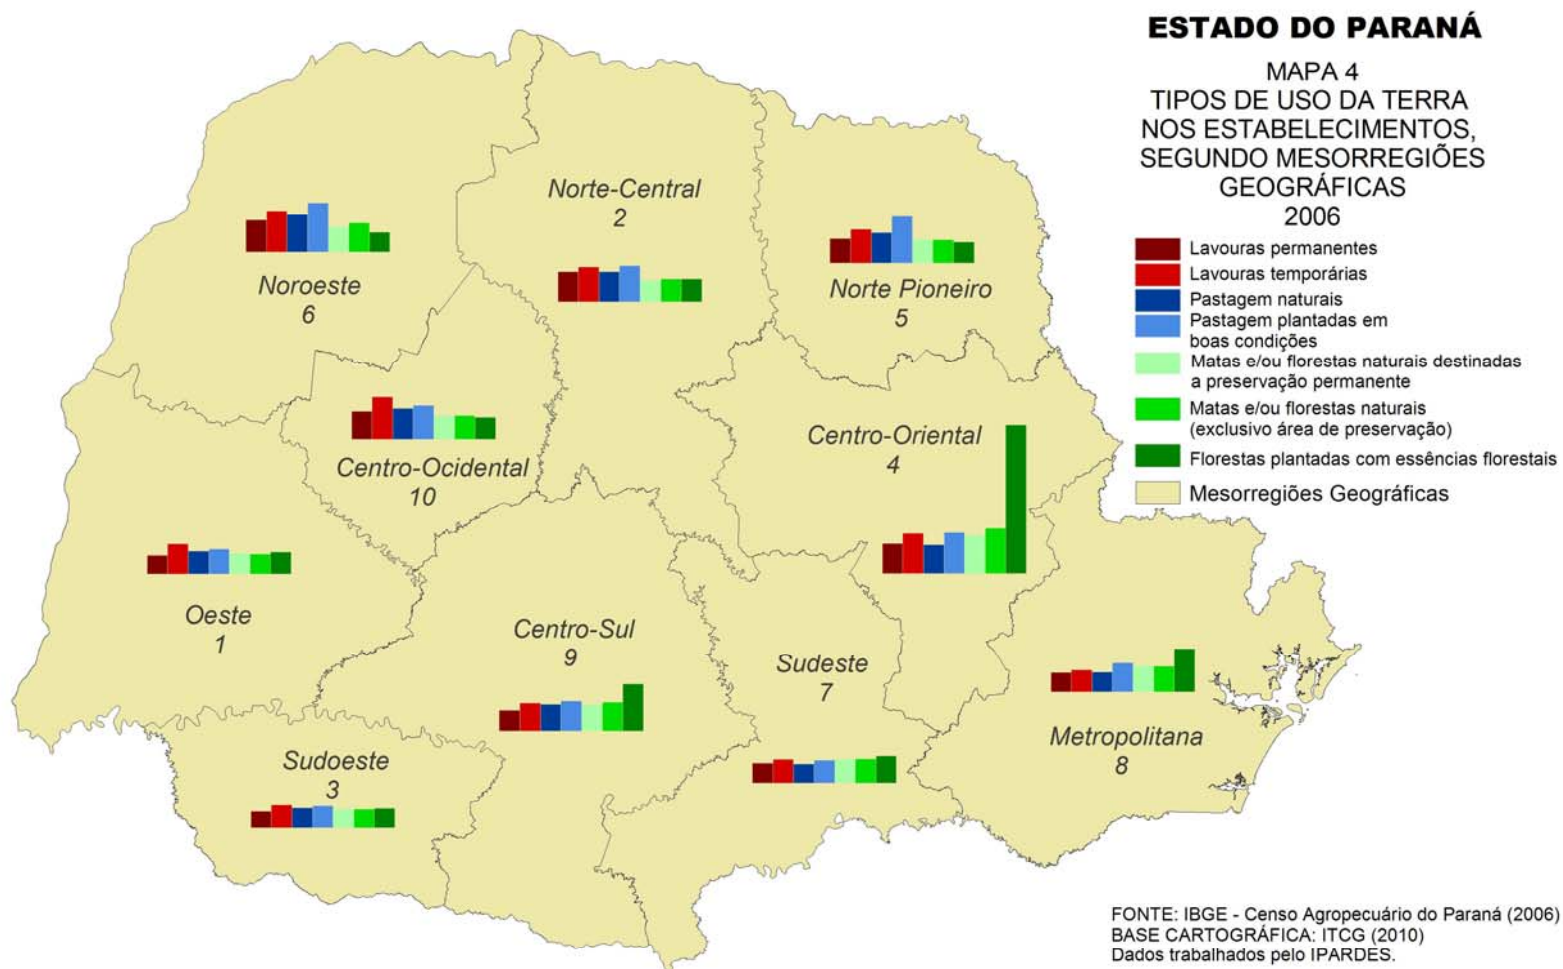 ESTADO DO PARANÁ
MAPA 4
TIPOS DE USO DA TERRA
NOS ESTABELECIMENTOS,
SEGUNDO MESORREGIÕES
GEOGRÁFICAS
2006
Lavouras permanentes
Lavouras temporárias
Pastagem naturais
Pastagem plantadas em
boas condições
Matas e/ou florestas naturais destinadas
a preservação permanente
Matas e/ou florestas naturais
(exclusivo área de preservação)
Florestas plantadas com essências florestais
Mesorregiões Geográficas
Norte-Central
2
Noroeste
6
Norte Pioneiro
5
Centro-Ocidental
10
Centro-Oriental
4
Oeste
1
Centro-Sul
9
Sudeste
7
Metropolitana
8
Sudoeste
3
FONTE: IBGE - Censo Agropecuário do Paraná (2006)
BASE CARTOGRÁFICA: ITCG (2010)
Dados trabalhados pelo IPARDES.